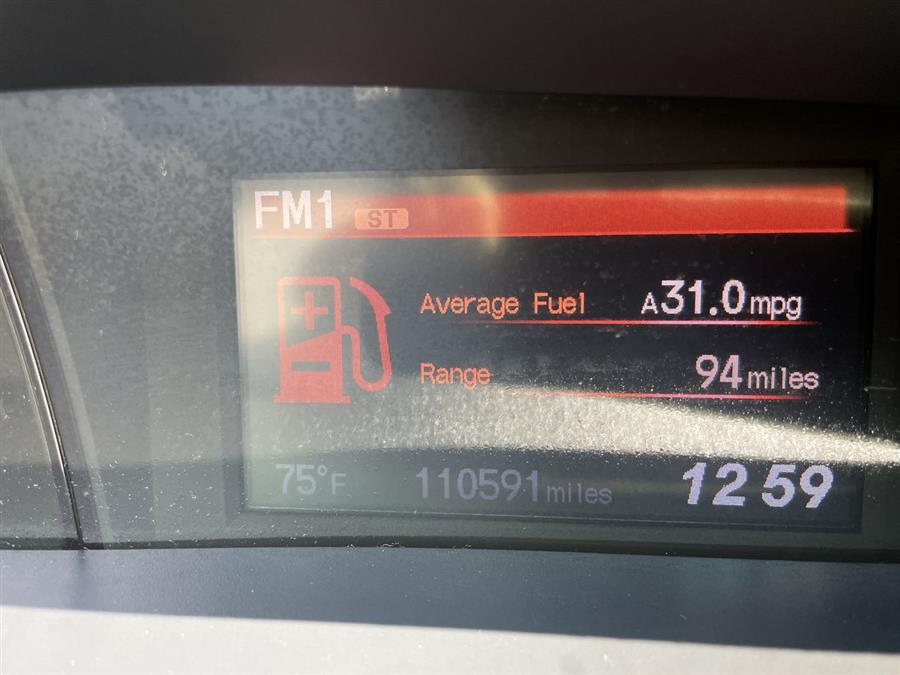 FM1 ST
Average Fuel A31.0mpg
Range 94miles
75°F 110591miles 12 59